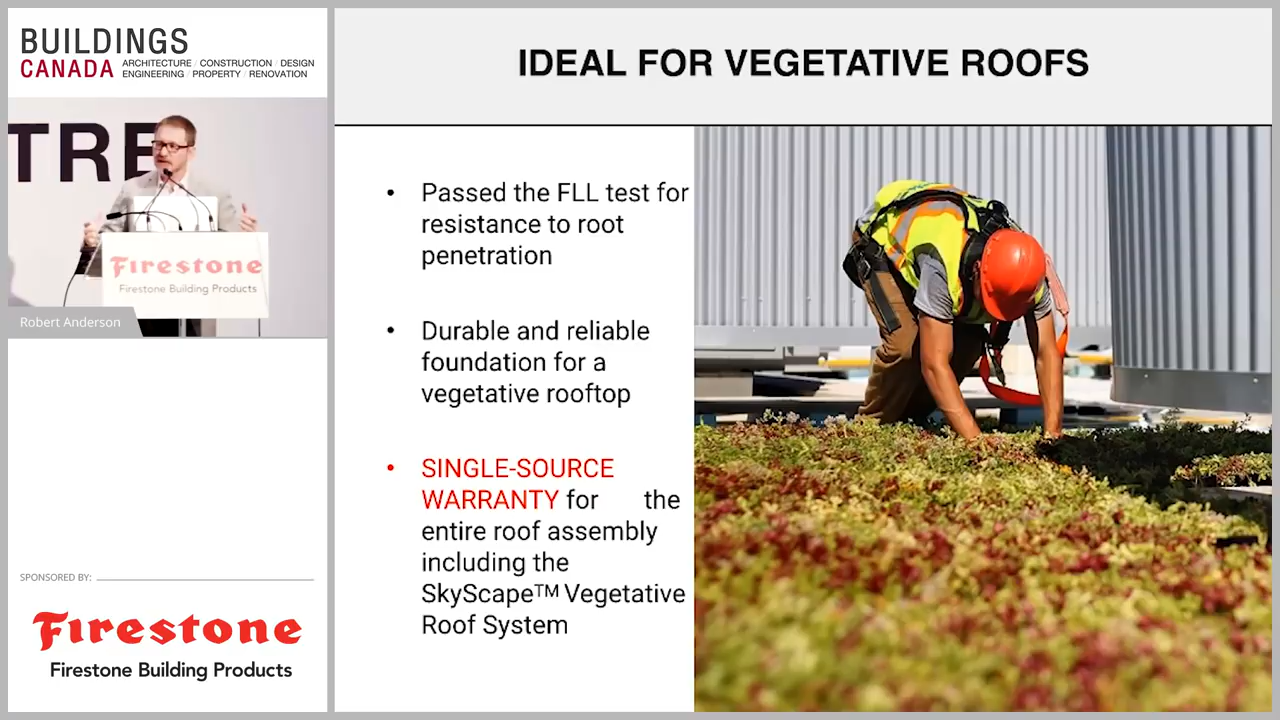 BUILDINGS
CANADA
ARCHITECTURE / CONSTRUCTION / DESIGN
ENGINEERING / PROPERTY / RENOVATION
TRE
Firestone
Firestone Building Products
Robert Anderson
SPONSORED BY:
Firestone
Firestone Building Products
IDEAL FOR VEGETATIVE ROOFS
• Passed the FLL test for
resistance to root
penetration
• Durable and reliable
foundation for a
vegetative rooftop
• SINGLE-SOURCE
WARRANTY for the
entire roof assembly
including the
SkyScape™ Vegetative
Roof System